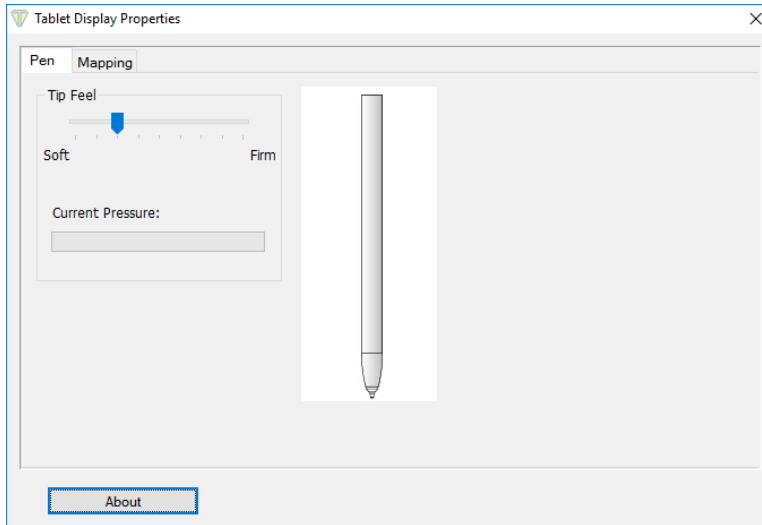 Tablet Display Properties
Pen Mapping
Tip Feel
Soft Firm
Current Pressure:
About